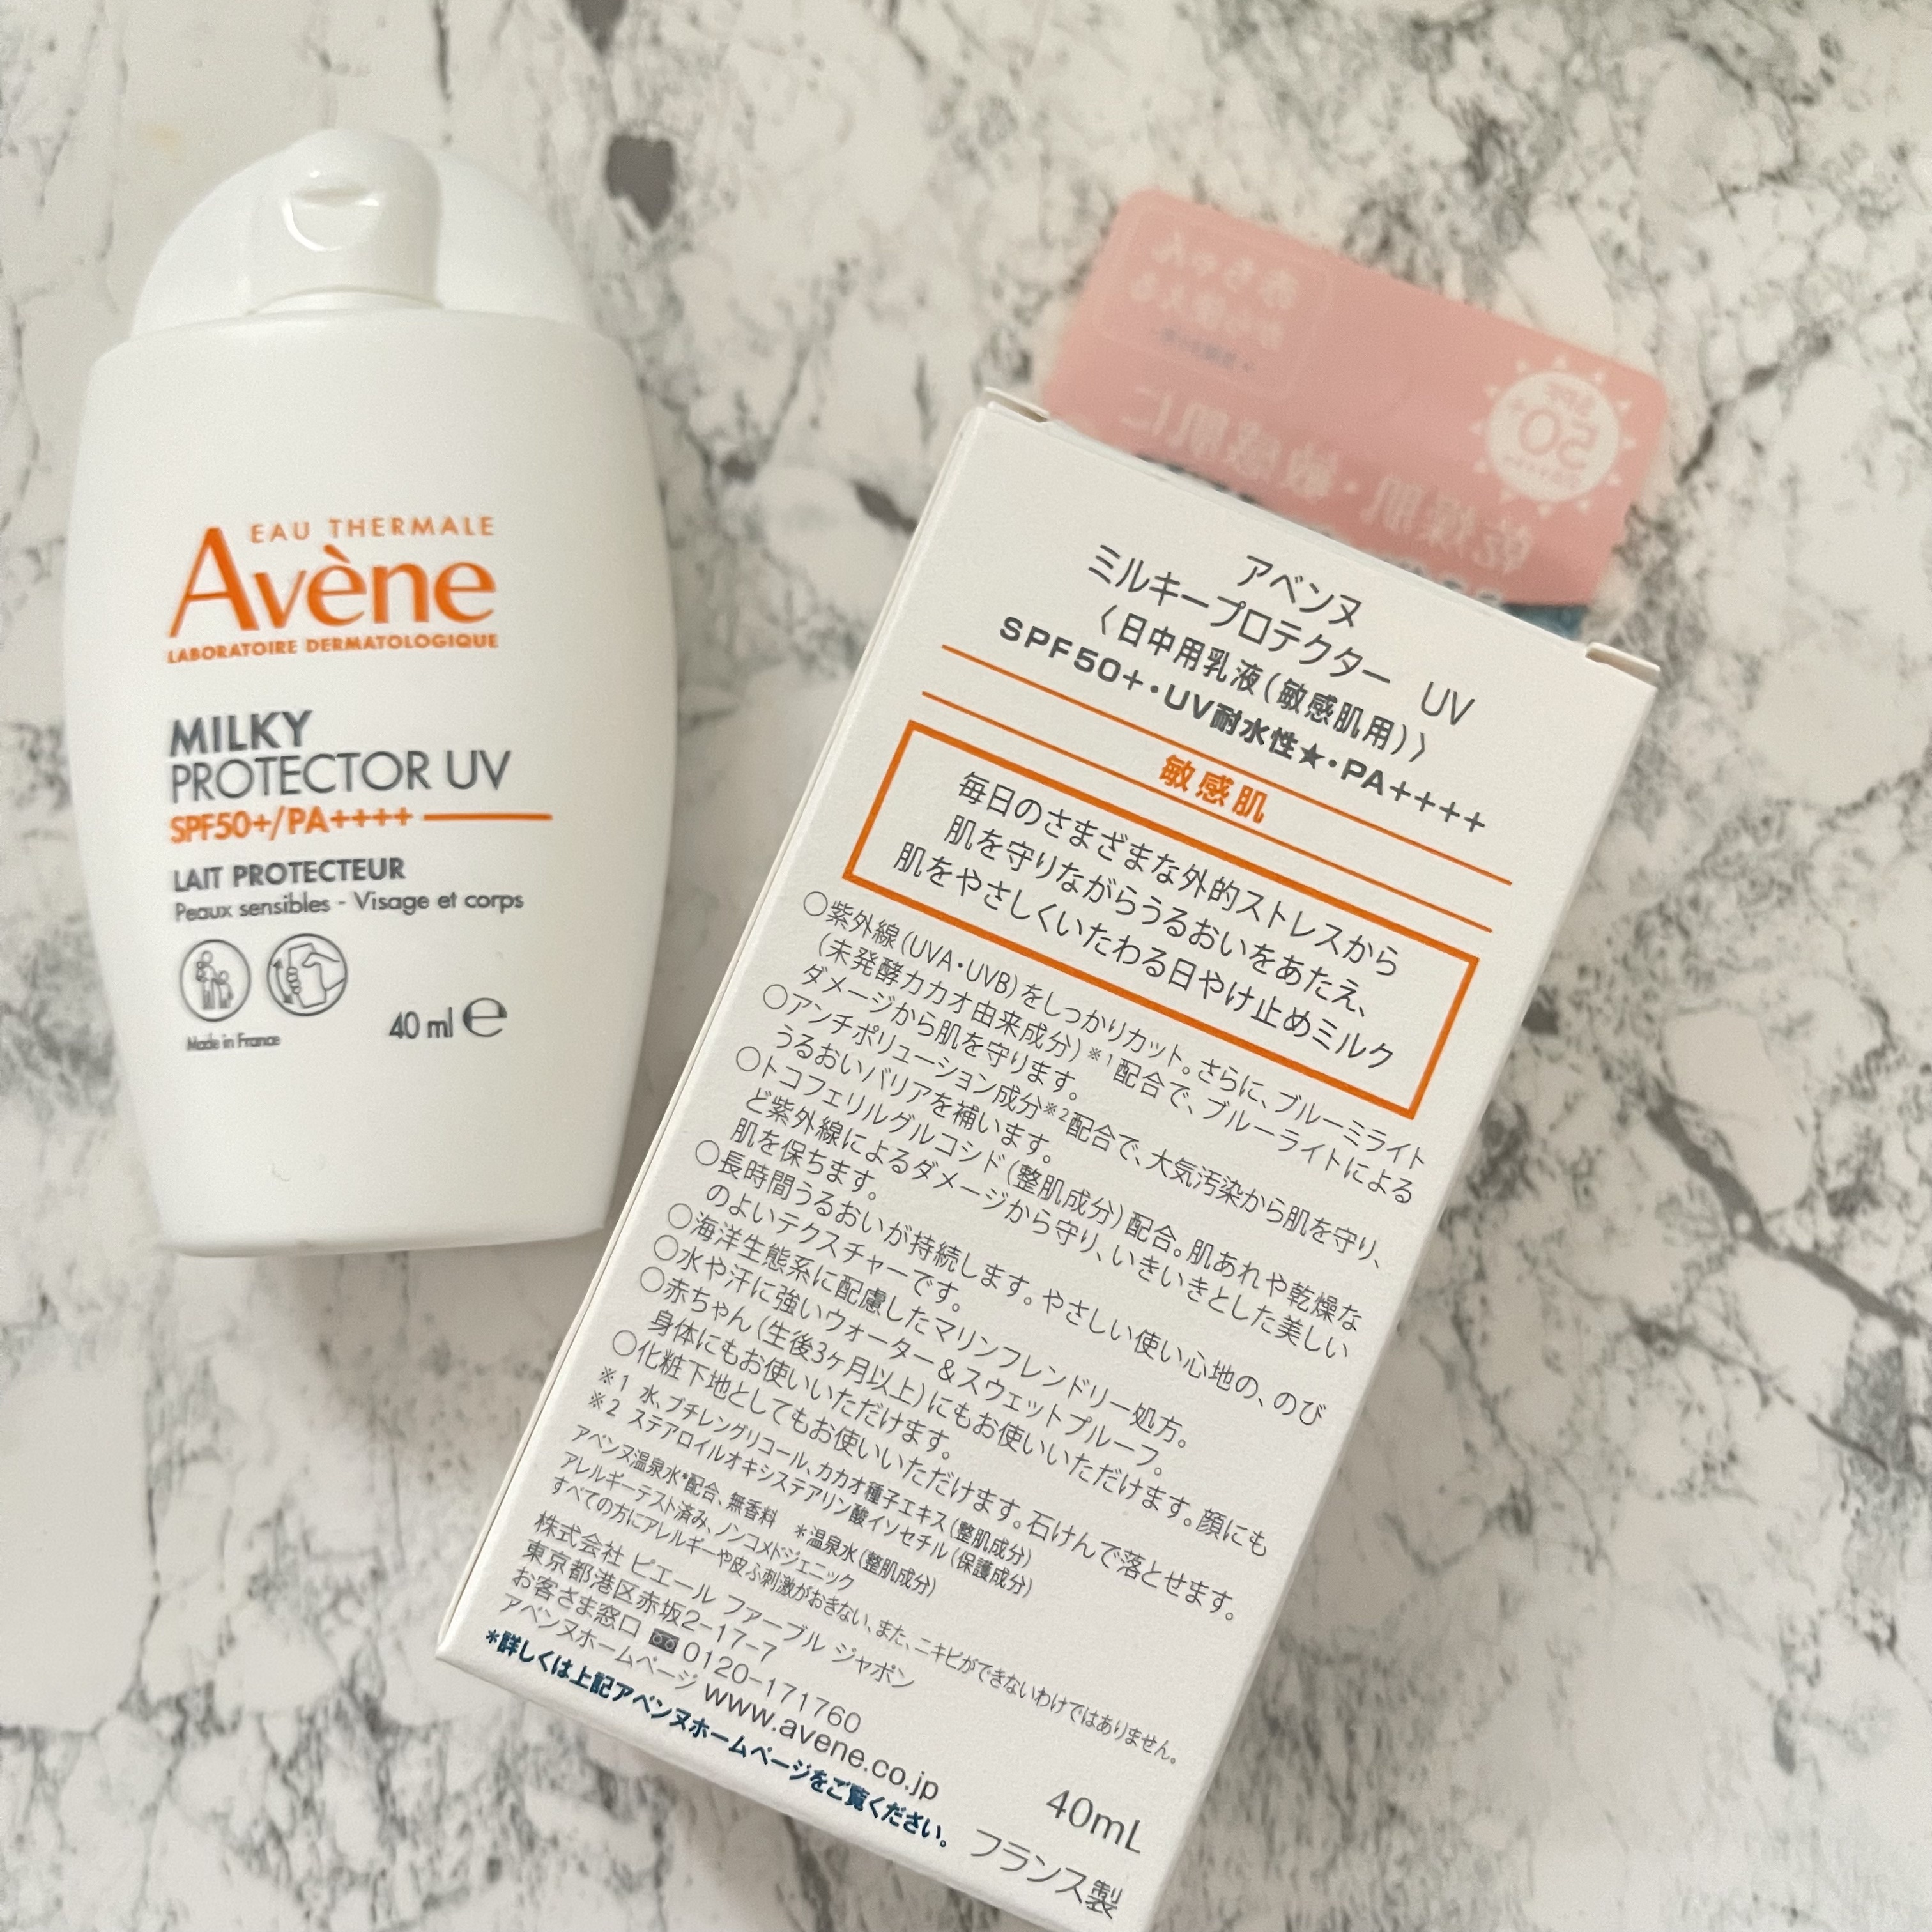 EAU THERMALE
Avène
LABORATOIRE DERMATOLOGIQUE
MILKY
PROTECTOR UV
SPF50+/PA++++
LAIT PROTECTEUR
Peaux sensibles - Visage et corps
Made in France
40 ml e
乾燥肌・敏感肌に
50
アベンヌ
ミルキープロテクター UV
〈日中用乳液(敏感肌用)〉
SPF50+・UV耐水性★・PA++++
敏感肌
毎日のさまざまな外的ストレスから
肌を守りながらうるおいをあたえ、
肌をやさしくいたわる日やけ止めミルク
○紫外線(UVA・UVB)をしっかりカット。さらに、ブルーミライト
(未発酵カカオ由来成分)※1配合で、ブルーライトによる
ダメージから肌を守ります。
○アンチポリューション成分※2配合で、大気汚染から肌を守り、
うるおいバリアを補います。
○トコフェリルグルコシド(整肌成分)配合。肌あれや乾燥な
ど紫外線によるダメージから守り、いきいきとした美しい
肌を保ちます。
○長時間うるおいが持続します。やさしい使い心地の、のび
のよいテクスチャーです。
○海洋生態系に配慮したマリンフレンドリー処方。
○水や汗に強いウォーター&スウェットプルーフ。
○赤ちゃん(生後3ヶ月以上)にもお使いいただけます。顔にも
身体にもお使いいただけます。
○化粧下地としてもお使いいただけます。石けんで落とせます。
※1 水、ブチレングリコール、カカオ種子エキス(整肌成分)
※2 ステアロイルオキシステアリン酸イソセチル(保護成分)
アベンヌ温泉水*配合、無香料 *温泉水(整肌成分)
アレルギーテスト済み、ノンコメドジェニック
すべての方にアレルギーや皮ふ刺激がおきない、また、ニキビができないわけではありません。
株式会社 ピエール ファーブル ジャポン
東京都港区赤坂2-17-7
お客さま窓口 0120-171760
アベンヌホームページ www.avene.co.jp
*詳しくは上記アベンヌホームページをご覧ください。
40mL
フランス製